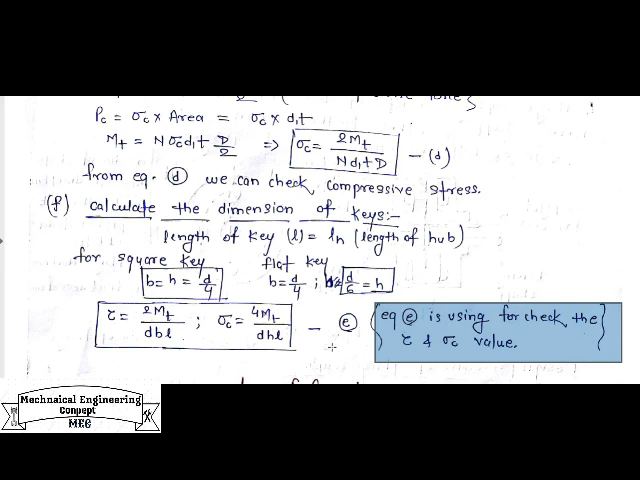 Pc = σc × Area = σc × d₁t
Mt = N σc d₁t D/2 => σc = 2Mt / N d₁ t D — (d)
from eq. (d) we can check compressive stress.
(f) calculate the dimension of keys:-
length of key (l) = lh (length of hub)
for square key flat key
b = h = d/4 b = d/4 ; d/6 = h
τ = 2Mt / dbl ; σc = 4Mt / dhl — (e)
eq (e) is using for check the
τ & σc value.
Mechnaical Engineering
Conpept
MEC